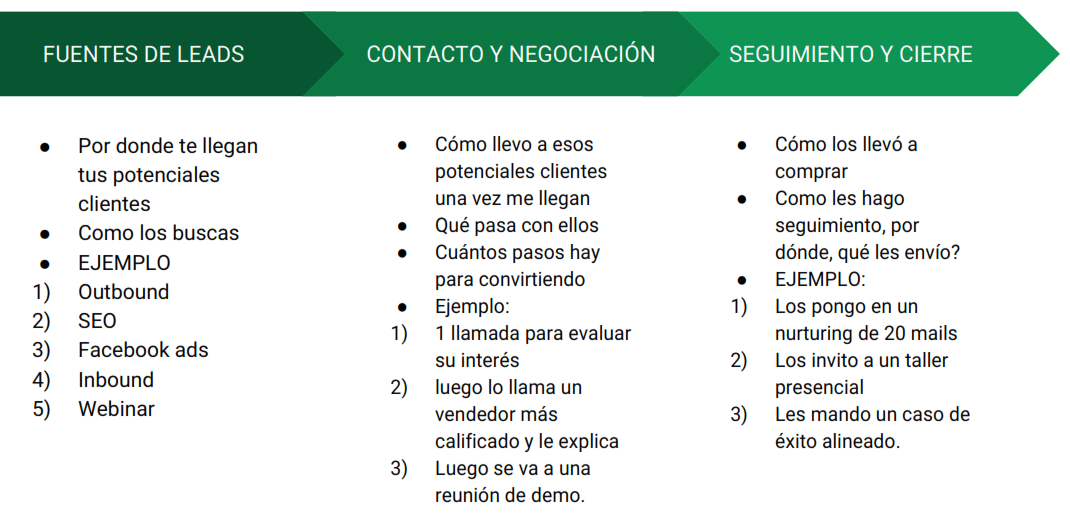 FUENTES DE LEADS
CONTACTO Y NEGOCIACIÓN
SEGUIMIENTO Y CIERRE
● Por donde te llegan
tus potenciales
clientes
● Como los buscas
● EJEMPLO
1) Outbound
2) SEO
3) Facebook ads
4) Inbound
5) Webinar
● Cómo llevo a esos
potenciales clientes
una vez me llegan
● Qué pasa con ellos
● Cuántos pasos hay
para convirtiendo
● Ejemplo:
1) 1 llamada para evaluar
su interés
2) luego lo llama un
vendedor más
calificado y le explica
3) Luego se va a una
reunión de demo.
● Cómo los llevó a
comprar
● Como les hago
seguimiento, por
dónde, qué les envío?
● EJEMPLO:
1) Los pongo en un
nurturing de 20 mails
2) Los invito a un taller
presencial
3) Les mando un caso de
éxito alineado.